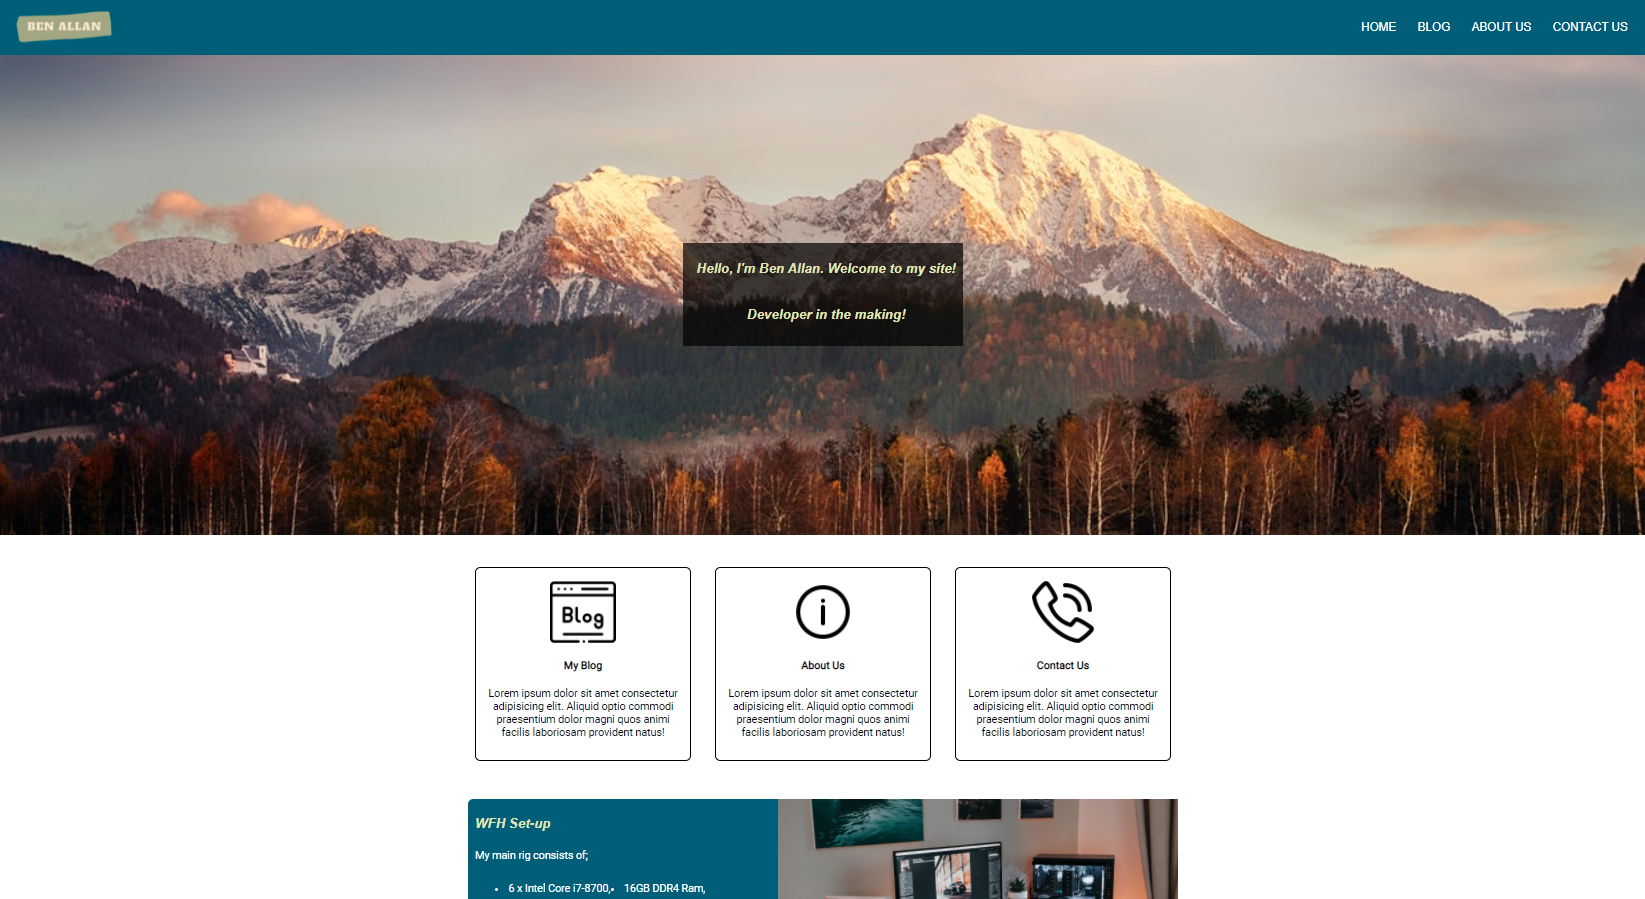 BEN ALLAN
HOME BLOG ABOUT US CONTACT US
Hello, I'm Ben Allan. Welcome to my site!
Developer in the making!
Blog
My Blog
Lorem ipsum dolor sit amet consectetur
adipisicing elit. Aliquid optio commodi
praesentium dolor magni quos animi
facilis laboriosam provident natus!
i
About Us
Lorem ipsum dolor sit amet consectetur
adipisicing elit. Aliquid optio commodi
praesentium dolor magni quos animi
facilis laboriosam provident natus!
Contact Us
Lorem ipsum dolor sit amet consectetur
adipisicing elit. Aliquid optio commodi
praesentium dolor magni quos animi
facilis laboriosam provident natus!
WFH Set-up
My main rig consists of;
• 6 x Intel Core i7-8700, • 16GB DDR4 Ram,